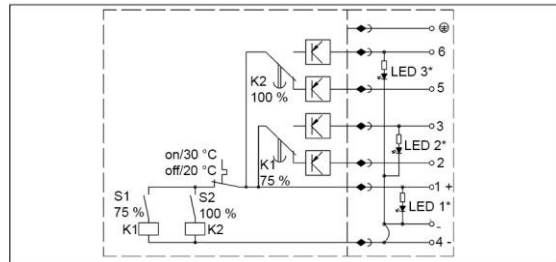 6
LED 3*
5
K2
100 %
3
LED 2*
on/30 °C
off/20 °C
K1
75 %
2
1 +
S1
75 %
S2
100 %
LED 1*
K1
K2
-
4 -